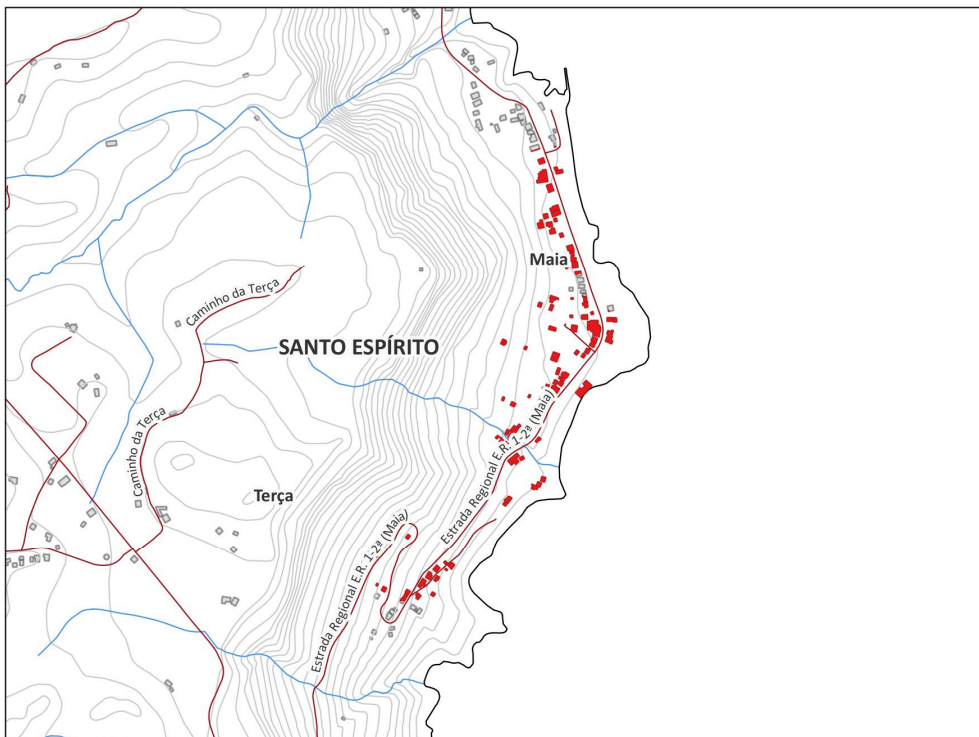 Maia
Caminho da Terça
SANTO ESPÍRITO
Estrada Regional E.R. 1-2ª (Maia)
Caminho da Terça
Terça
Estrada Regional E.R. 1-2ª (Maia)